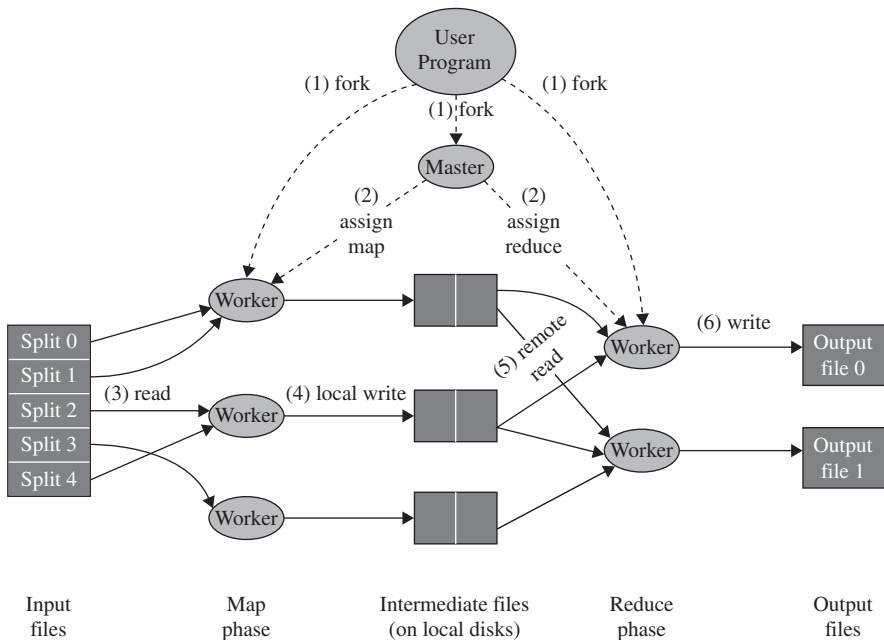 User
Program
(1) fork
(1) fork
(1) fork
Master
(2)
assign
map
(2)
assign
reduce
Worker
Split 0
Split 1
Split 2
Split 3
Split 4
(3) read
Worker
(4) local write
Worker
(5) remote
read
Worker
(6) write
Output
file 0
Worker
Output
file 1
Input
files
Map
phase
Intermediate files
(on local disks)
Reduce
phase
Output
files